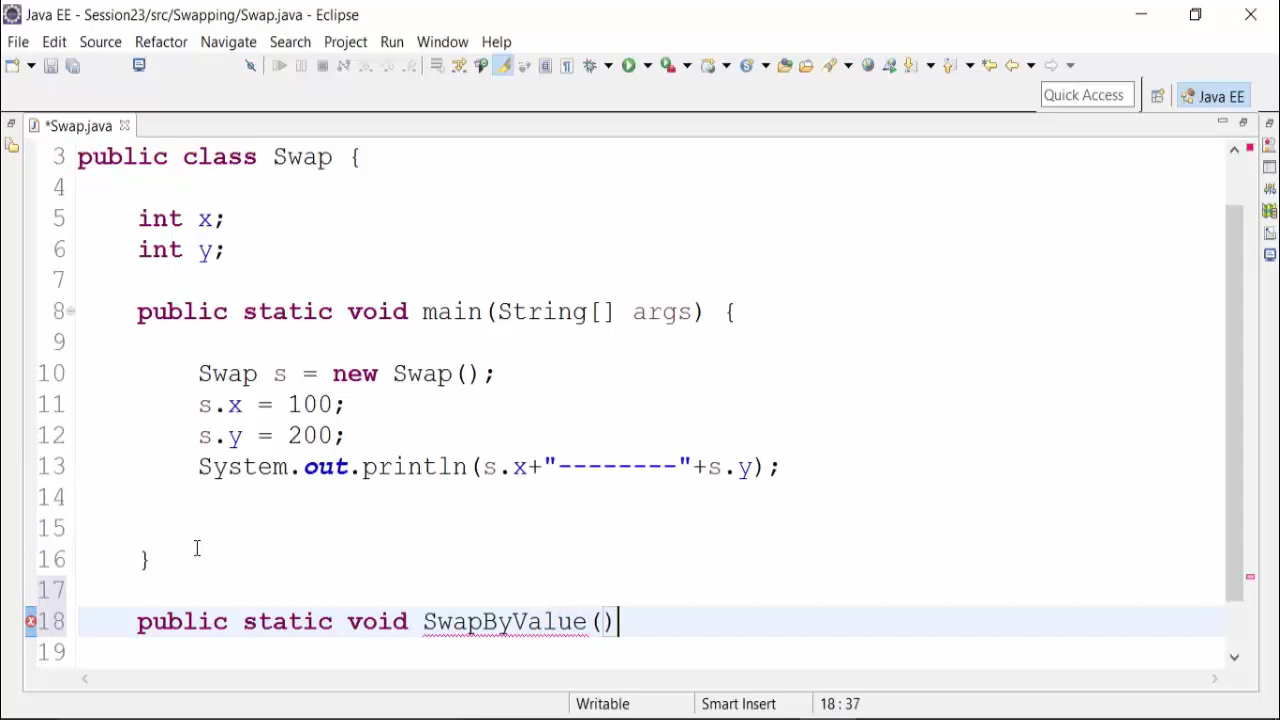 Java EE - Session23/src/Swapping/Swap.java - Eclipse
File Edit Source Refactor Navigate Search Project Run Window Help
Quick Access
Java EE
*Swap.java
3 public class Swap {
4
5 int x;
6 int y;
7
8 public static void main(String[] args) {
9
10 Swap s = new Swap();
11 s.x = 100;
12 s.y = 200;
13 System.out.println(s.x+"--------"+s.y);
14
15
16 }
17
18 public static void SwapByValue()
19
Writable Smart Insert 18 : 37